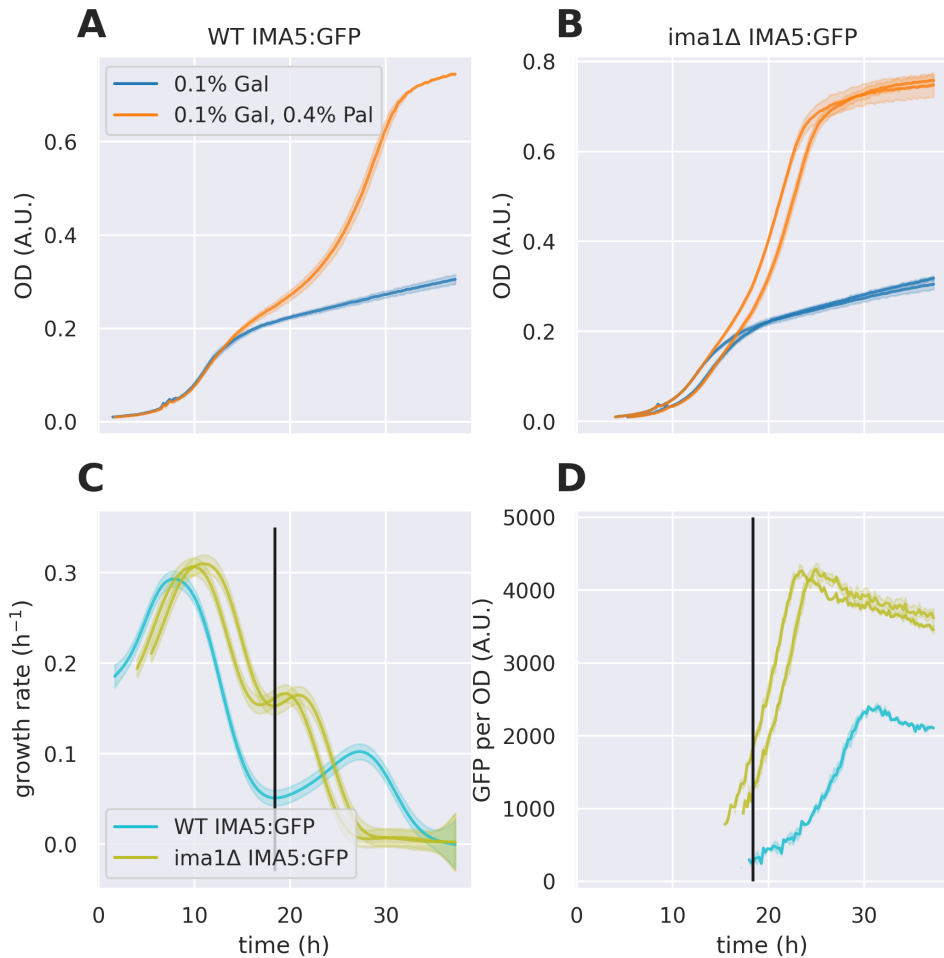 A
WT IMA5:GFP
OD (A.U.)
0.6
0.4
0.2
0.0
0.1% Gal
0.1% Gal, 0.4% Pal
B
ima1Δ IMA5:GFP
OD (A.U.)
0.8
0.6
0.4
0.2
0.0
C
growth rate (h⁻¹)
0.3
0.2
0.1
0.0
WT IMA5:GFP
ima1Δ IMA5:GFP
0 10 20 30
time (h)
D
GFP per OD (A.U.)
5000
4000
3000
2000
1000
0
0 10 20 30
time (h)